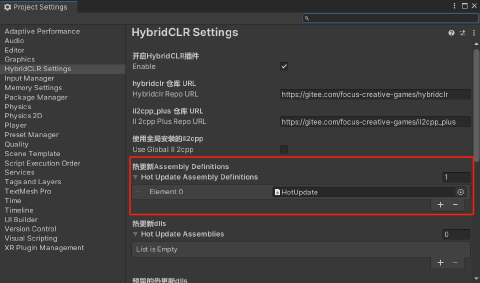 Project Settings
Adaptive Performance
Audio
Editor
Graphics
HybridCLR Settings
Input Manager
Memory Settings
Package Manager
Physics
Physics 2D
Player
Preset Manager
Quality
Scene Template
Script Execution Order
Services
Tags and Layers
TextMesh Pro
Time
Timeline
UI Builder
Version Control
Visual Scripting
XR Plugin Management
HybridCLR Settings
开启HybridCLR插件
Enable
hybridclr 仓库 URL
Hybridclr Repo URL https://gitee.com/focus-creative-games/hybridclr
il2cpp_plus 仓库 URL
Il 2cpp Plus Repo URL https://gitee.com/focus-creative-games/il2cpp_plus
使用全局安装的il2cpp
Use Global Il 2cpp
热更新Assembly Definitions
Hot Update Assembly Definitions 1
Element 0 HotUpdate
热更新dlls
Hot Update Assemblies 0
List is Empty
预留的热更新dlls